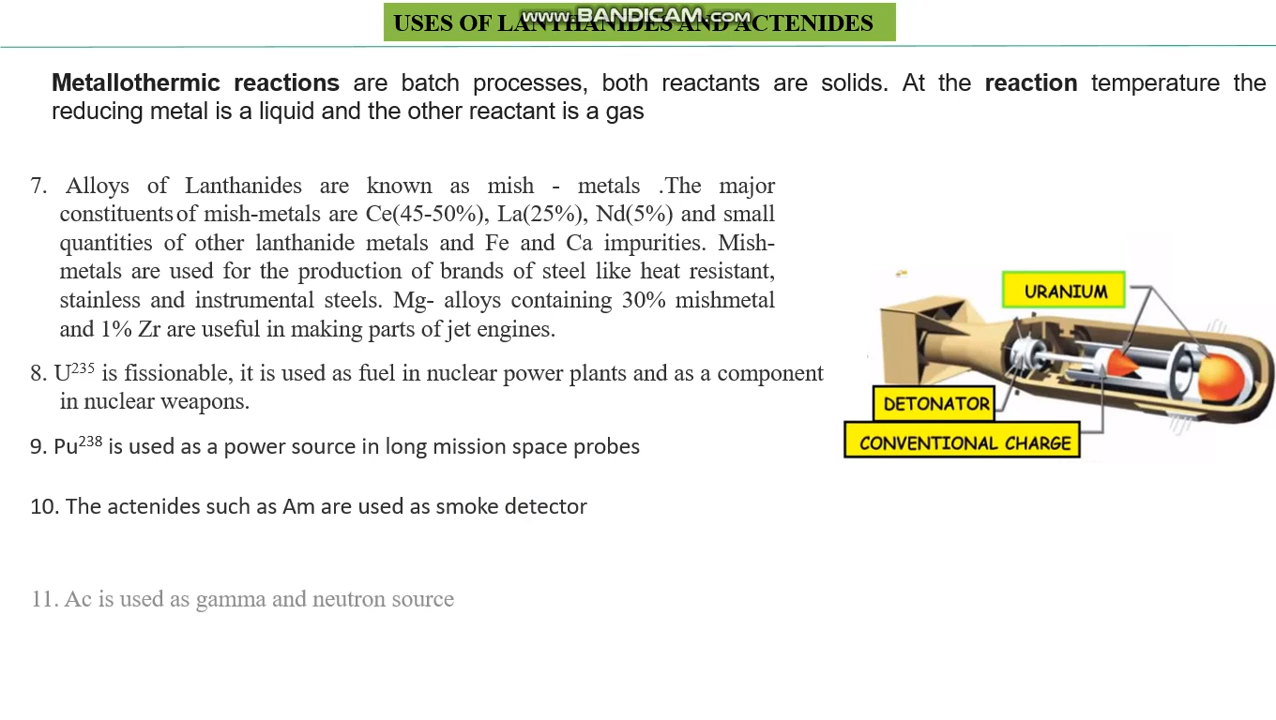 USES OF LANTHANIDES AND ACTENIDES
www.BANDICAM.com
Metallothermic reactions are batch processes, both reactants are solids. At the reaction temperature the
reducing metal is a liquid and the other reactant is a gas
7. Alloys of Lanthanides are known as mish - metals .The major
constituents of mish-metals are Ce(45-50%), La(25%), Nd(5%) and small
quantities of other lanthanide metals and Fe and Ca impurities. Mish-
metals are used for the production of brands of steel like heat resistant,
stainless and instrumental steels. Mg- alloys containing 30% mishmetal
and 1% Zr are useful in making parts of jet engines.
8. U²³⁵ is fissionable, it is used as fuel in nuclear power plants and as a component
in nuclear weapons.
9. Pu²³⁸ is used as a power source in long mission space probes
10. The actenides such as Am are used as smoke detector
11. Ac is used as gamma and neutron source
URANIUM
DETONATOR
CONVENTIONAL CHARGE